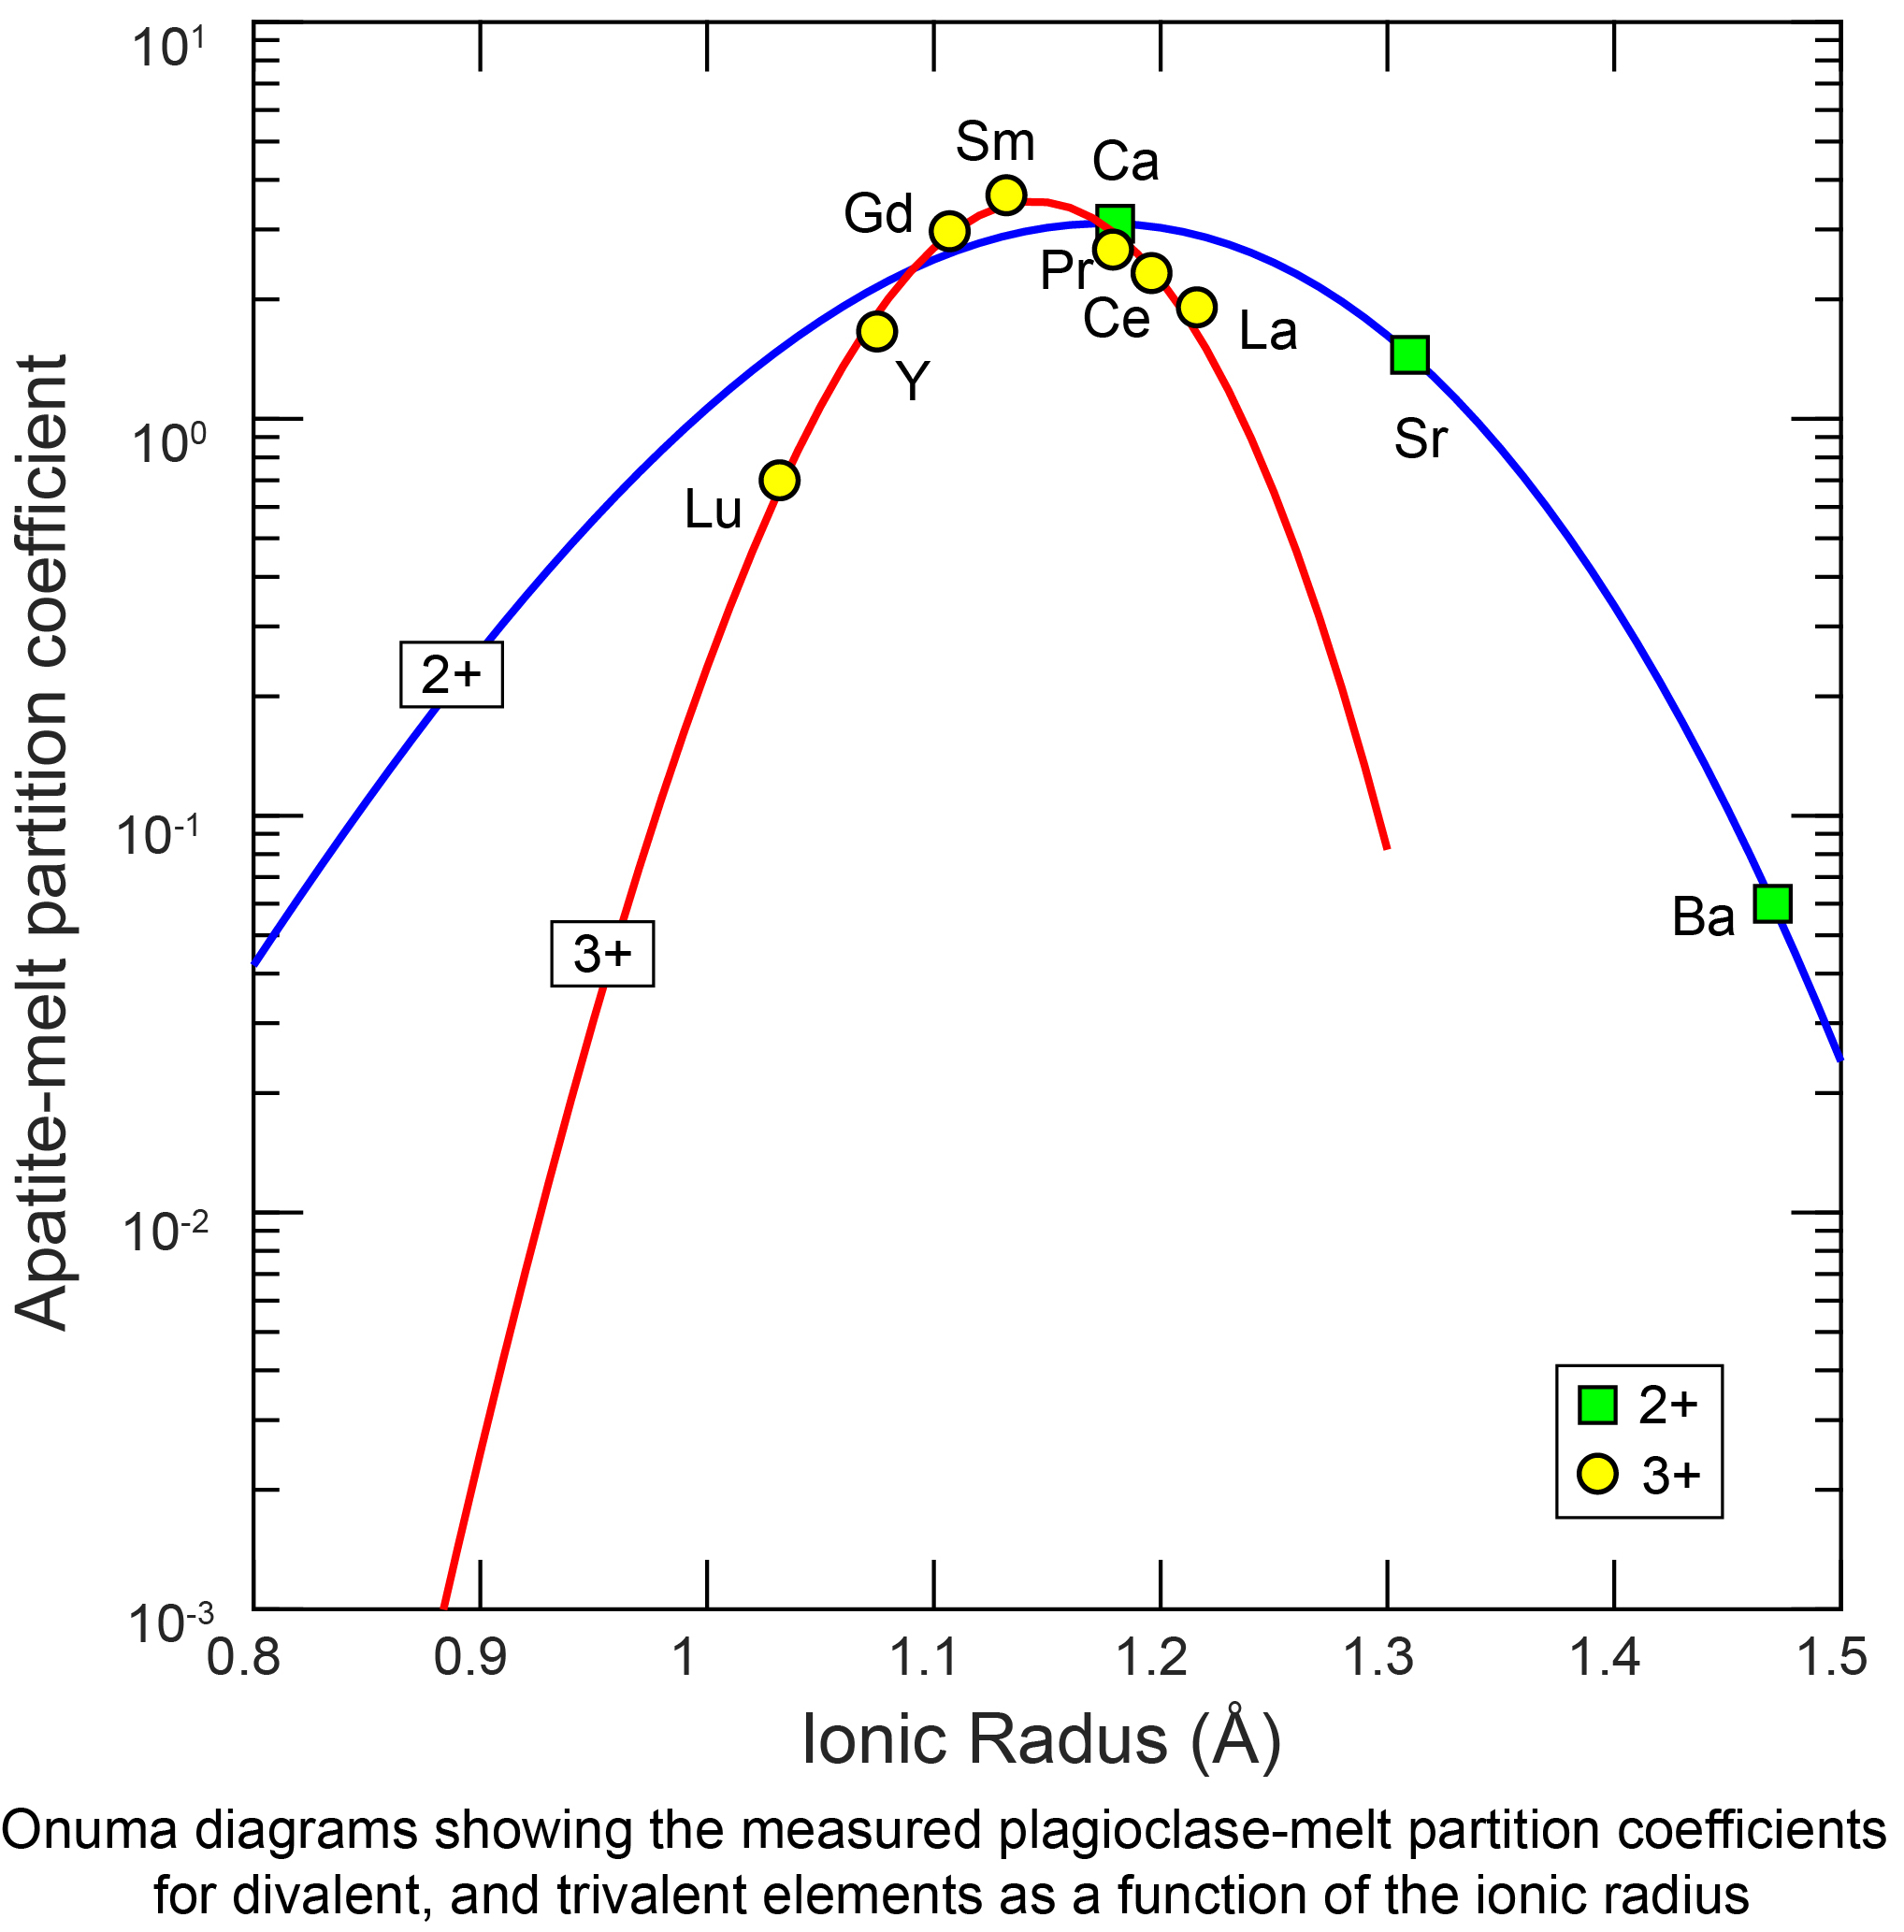 Apatite-melt partition coefficient
10¹
10⁰
10⁻¹
10⁻²
10⁻³
Sm
Ca
Gd
Pr
Ce
La
Y
Sr
Lu
2+
Ba
3+
2+
3+
0.8 0.9 1 1.1 1.2 1.3 1.4 1.5
Ionic Radus (Å)
Onuma diagrams showing the measured plagioclase-melt partition coefficients
for divalent, and trivalent elements as a function of the ionic radius